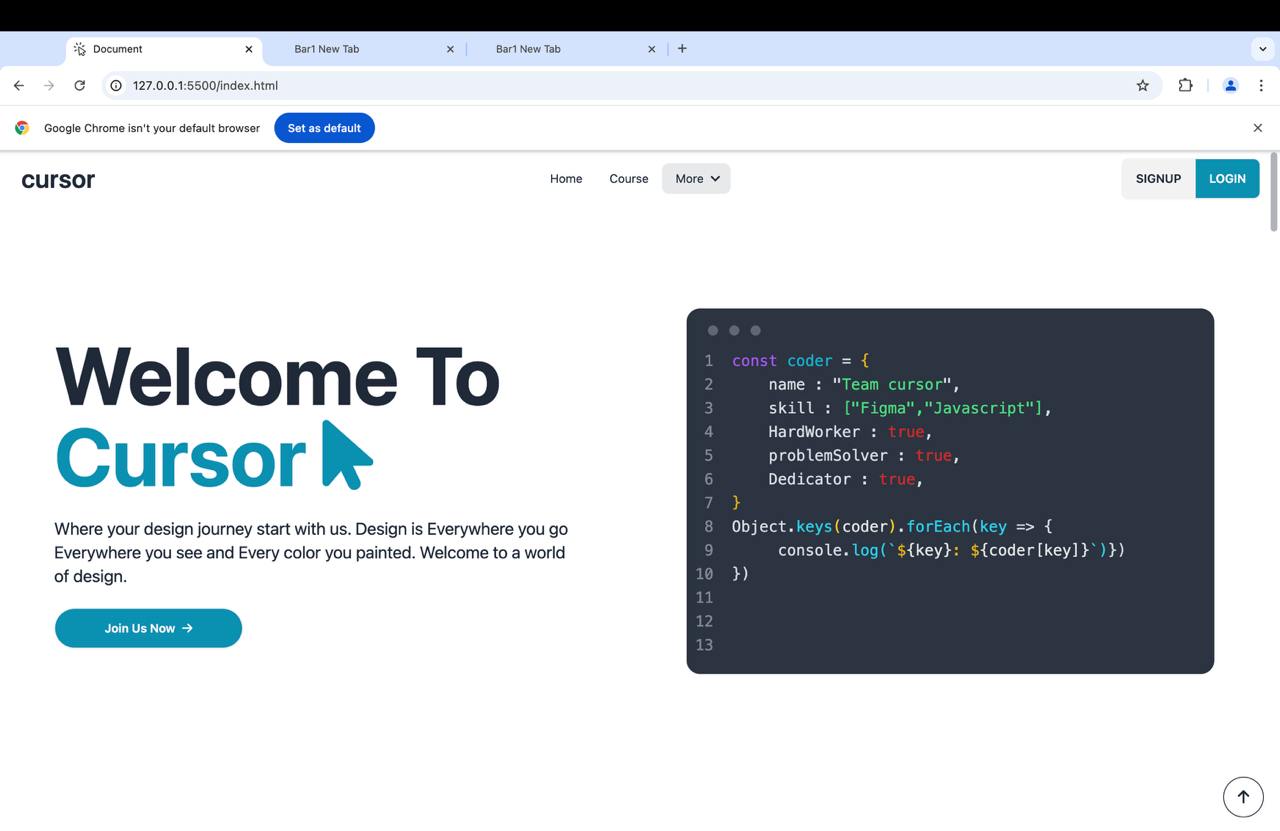 Document
Bar1 New Tab
Bar1 New Tab
127.0.0.1:5500/index.html
Google Chrome isn't your default browser
Set as default
cursor
Home
Course
More
SIGNUP
LOGIN
Welcome To
Cursor
Where your design journey start with us. Design is Everywhere you go
Everywhere you see and Every color you painted. Welcome to a world
of design.
Join Us Now →
1 const coder = {
2     name : "Team cursor",
3     skill : ["Figma","Javascript"],
4     HardWorker : true,
5     problemSolver : true,
6     Dedicator : true,
7 }
8 Object.keys(coder).forEach(key => {
9      console.log(`${key}: ${coder[key]}`)})
10 })
11
12
13